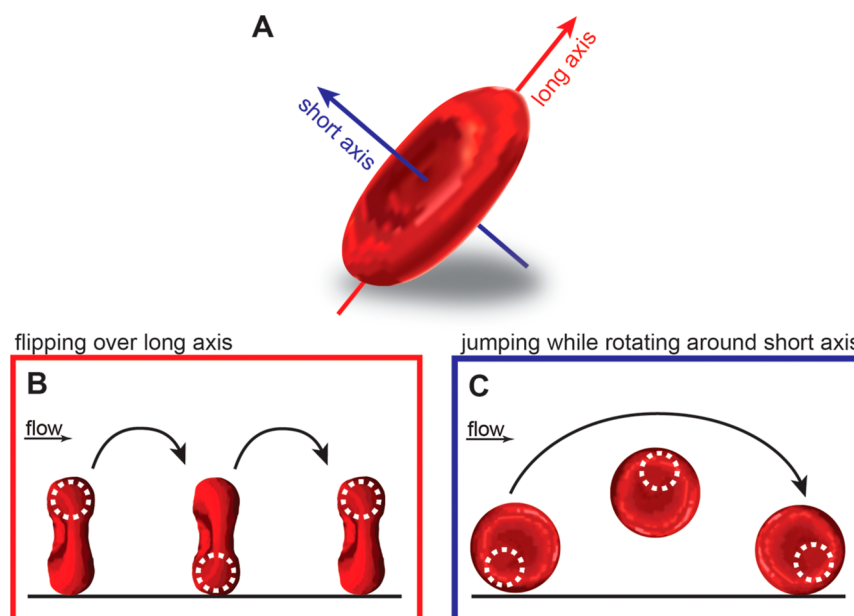 A
long axis
short axis
flipping over long axis
B
flow
jumping while rotating around short axis
C
flow